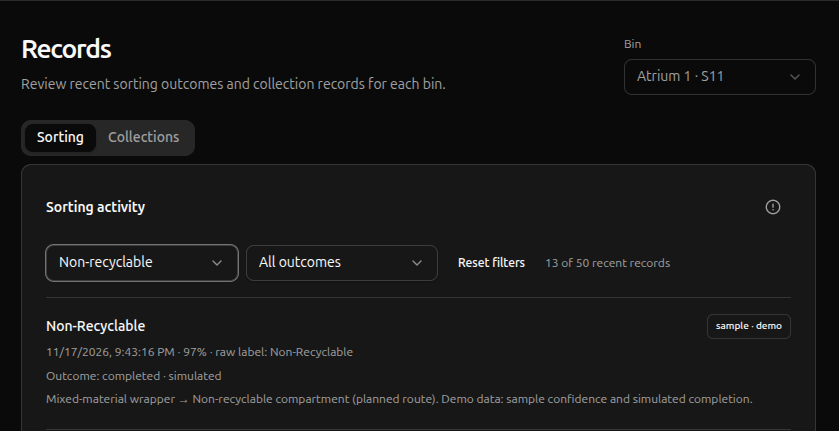 Records
Bin
Review recent sorting outcomes and collection records for each bin.
Atrium 1 · S11
Sorting
Collections
Sorting activity
Non-recyclable
All outcomes
Reset filters
13 of 50 recent records
Non-Recyclable
sample · demo
11/17/2026, 9:43:16 PM · 97% · raw label: Non-Recyclable
Outcome: completed · simulated
Mixed-material wrapper → Non-recyclable compartment (planned route). Demo data: sample confidence and simulated completion.